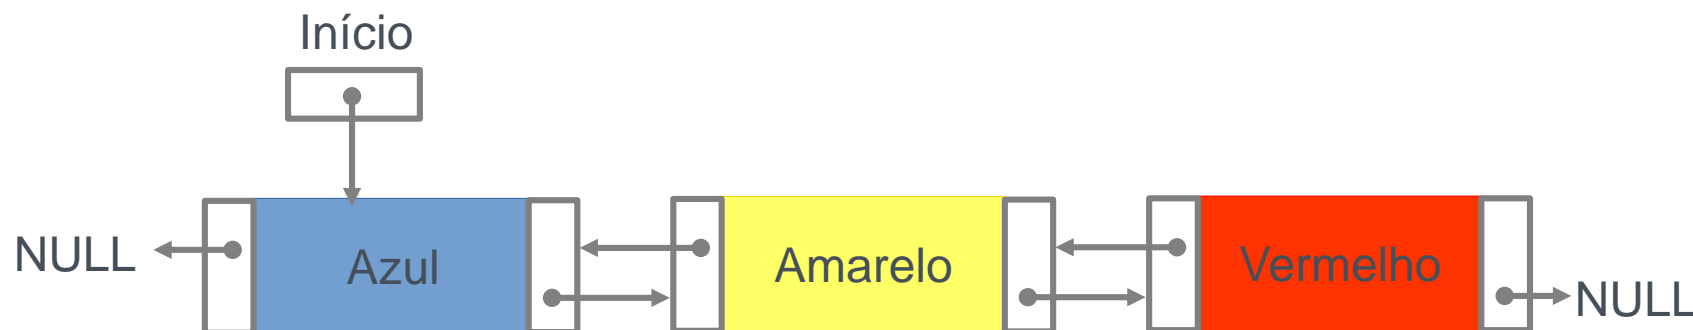 Início
NULL
Azul
Amarelo
Vermelho
NULL